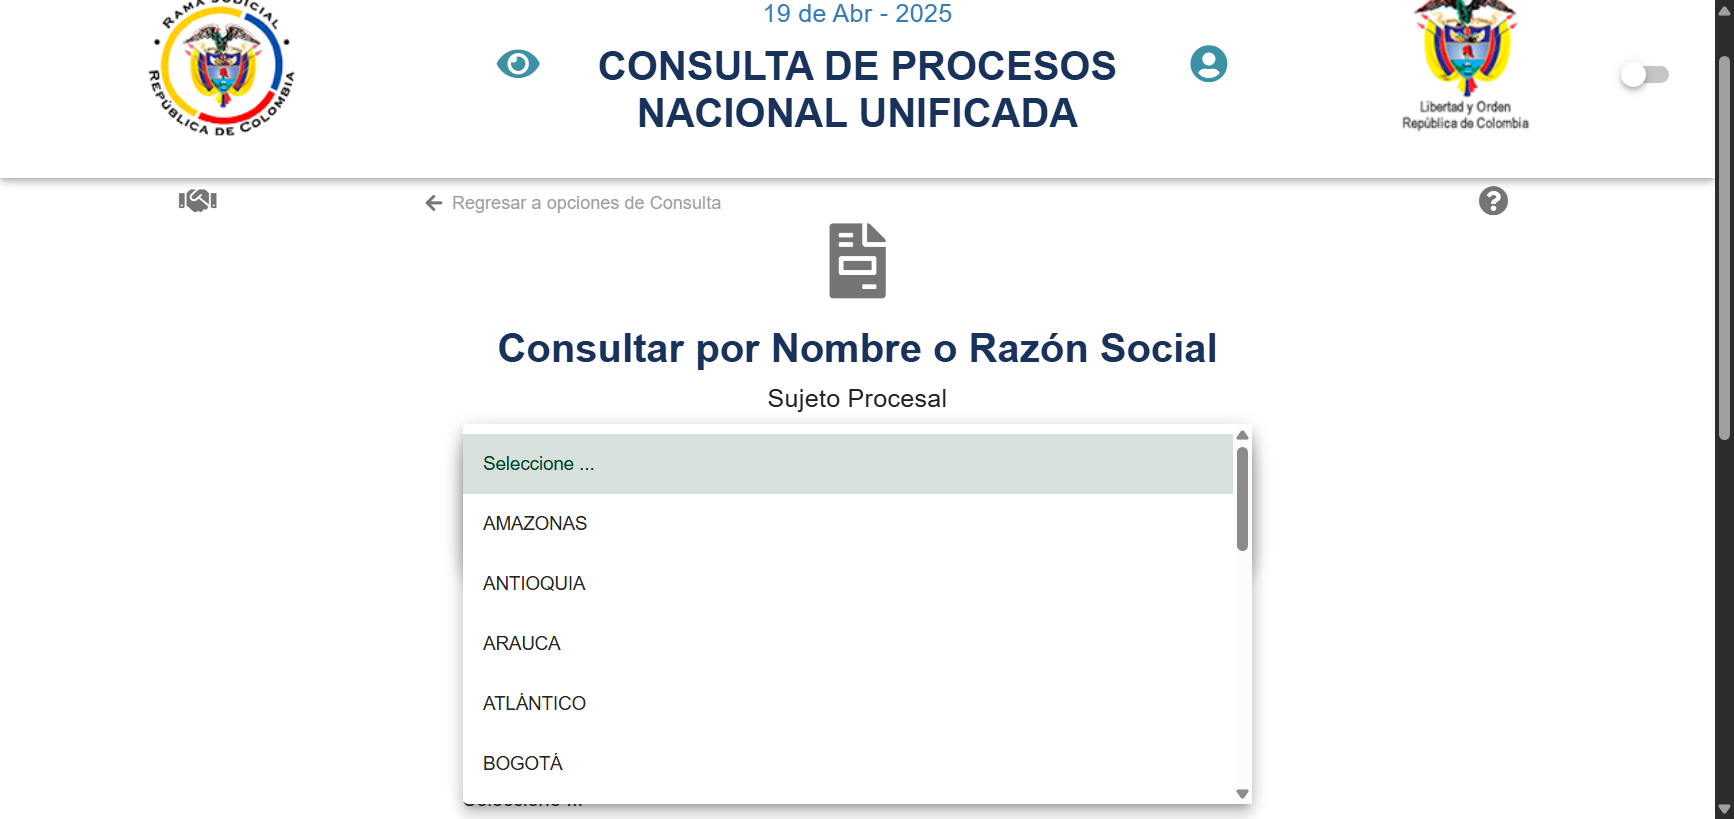 RAMA JUDICIAL
REPÚBLICA DE COLOMBIA
19 de Abr - 2025
CONSULTA DE PROCESOS
NACIONAL UNIFICADA
Libertad y Orden
República de Colombia
Regresar a opciones de Consulta
Consultar por Nombre o Razón Social
Sujeto Procesal
Seleccione ...
AMAZONAS
ANTIOQUIA
ARAUCA
ATLÁNTICO
BOGOTÁ
Seleccione ...